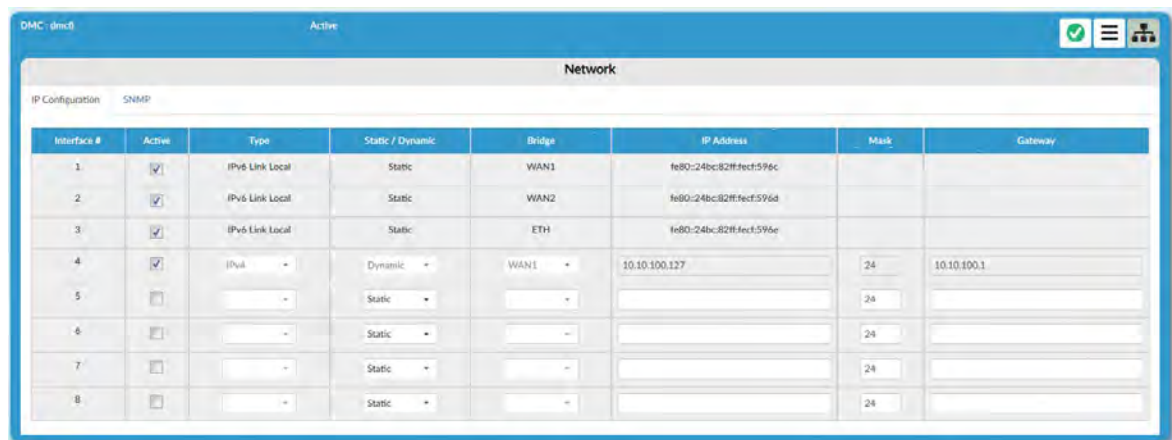 DMC : dmc0 Active
Network
IP Configuration SNMP
Interface # Active Type Static / Dynamic Bridge IP Address Mask Gateway
1 IPv6 Link Local Static WAN1 fe80::24bc:82ff:fecf:596c
2 IPv6 Link Local Static WAN2 fe80::24bc:82ff:fecf:596d
3 IPv6 Link Local Static ETH fe80::24bc:82ff:fecf:596e
4 IPv4 Dynamic WAN1 10.10.100.127 24 10.10.100.1
5 Static 24
6 Static 24
7 Static 24
8 Static 24